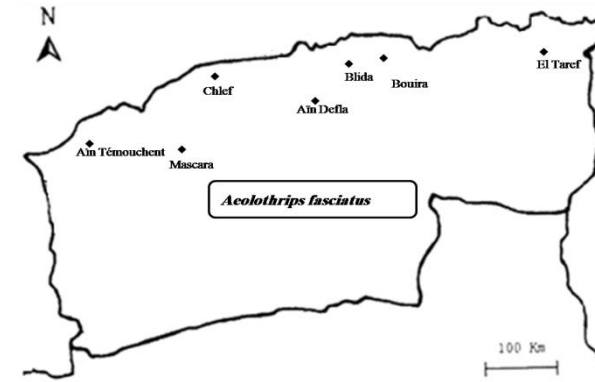 N
El Taref
Blida
Bouira
Chlef
Aïn Defla
Aïn Témouchent
Mascara
Aeolothrips fasciatus
100 Km